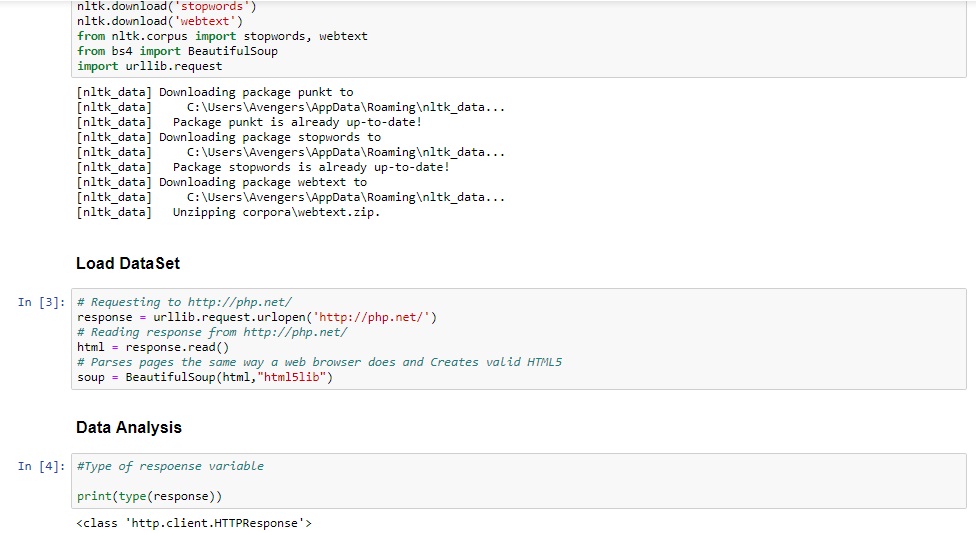 nltk.download('stopwords')
nltk.download('webtext')
from nltk.corpus import stopwords, webtext
from bs4 import BeautifulSoup
import urllib.request
[nltk_data] Downloading package punkt to
[nltk_data]     C:\Users\Avengers\AppData\Roaming\nltk_data...
[nltk_data]   Package punkt is already up-to-date!
[nltk_data] Downloading package stopwords to
[nltk_data]     C:\Users\Avengers\AppData\Roaming\nltk_data...
[nltk_data]   Package stopwords is already up-to-date!
[nltk_data] Downloading package webtext to
[nltk_data]     C:\Users\Avengers\AppData\Roaming\nltk_data...
[nltk_data]   Unzipping corpora\webtext.zip.
Load DataSet
In [3]: # Requesting to http://php.net/
response = urllib.request.urlopen('http://php.net/')
# Reading response from http://php.net/
html = response.read()
# Parses pages the same way a web browser does and Creates valid HTML5
soup = BeautifulSoup(html,"html5lib")
Data Analysis
In [4]: #Type of respoense variable
print(type(response))
<class 'http.client.HTTPResponse'>